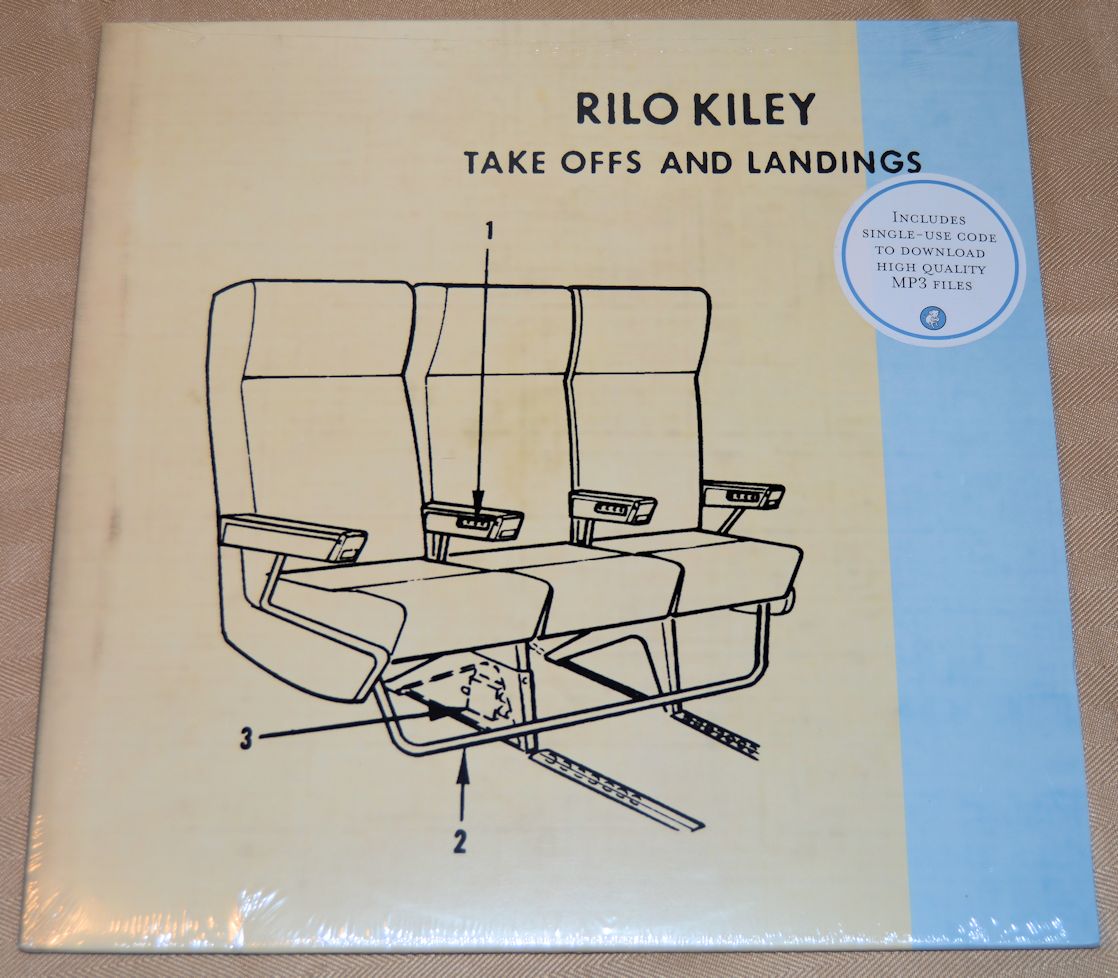 RILO KILEY
TAKE OFFS AND LANDINGS
INCLUDES
SINGLE-USE CODE
TO DOWNLOAD
HIGH QUALITY
MP3 FILES
1
3
2